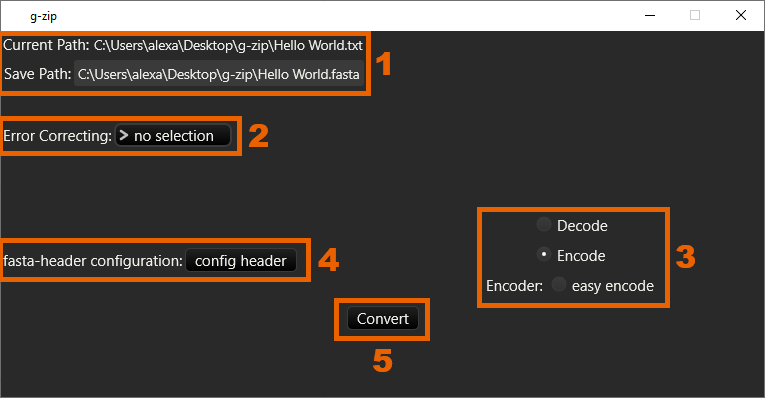 g-zip
Current Path: C:\Users\alexa\Desktop\g-zip\Hello World.txt
Save Path: C:\Users\alexa\Desktop\g-zip\Hello World.fasta
1
Error Correcting: > no selection
2
Decode
Encode
Encoder: easy encode
3
fasta-header configuration: config header
4
Convert
5